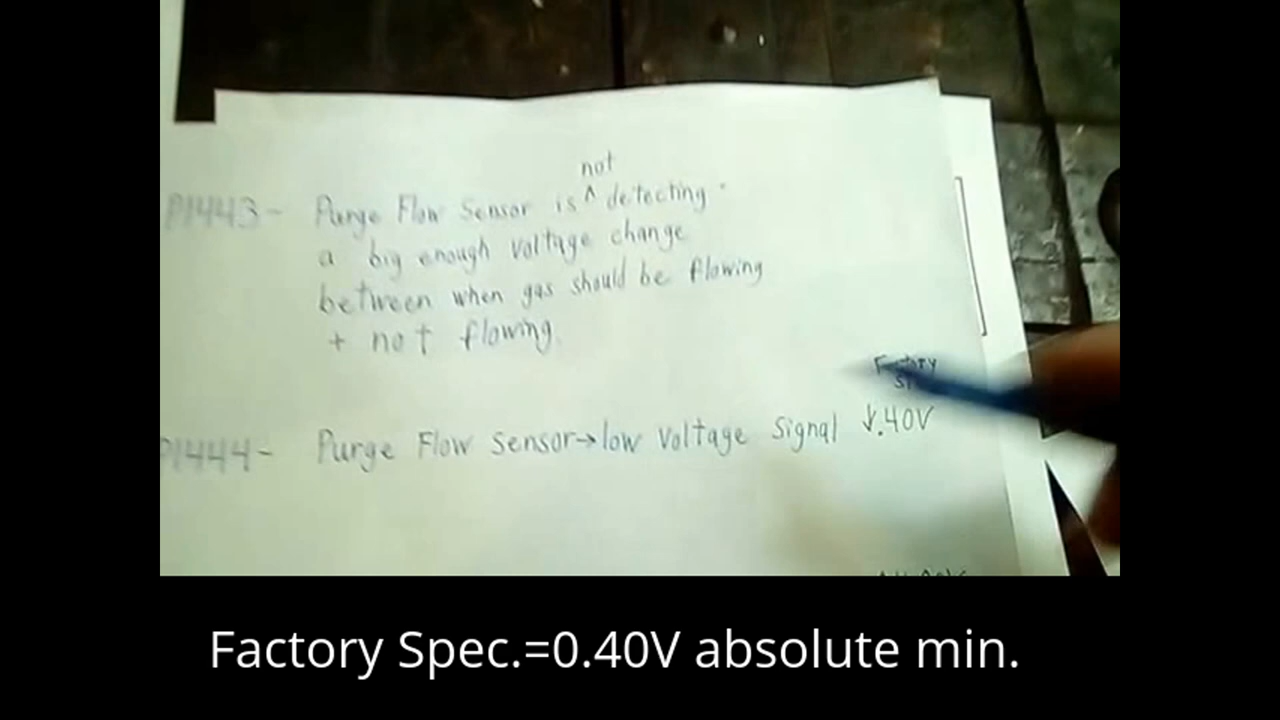 not
P1443- Purge Flow Sensor is ^ detecting
a big enough voltage change
between when gas should be flowing
+ not flowing.
Factory
P1444- Purge Flow Sensor→low voltage signal ↓.40V
Factory Spec.=0.40V absolute min.